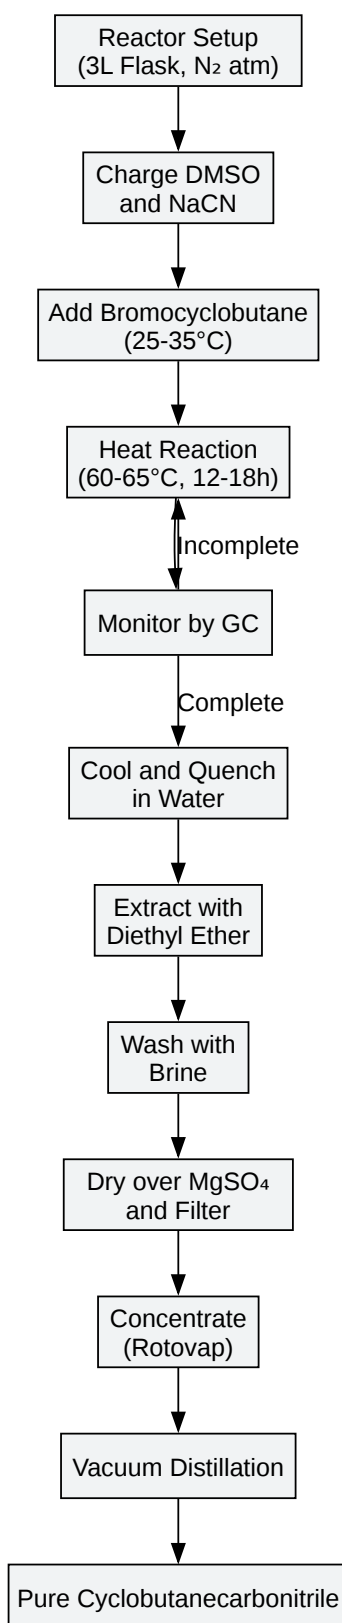 Reactor Setup
(3L Flask, N₂ atm)
Charge DMSO
and NaCN
Add Bromocyclobutane
(25-35°C)
Heat Reaction
(60-65°C, 12-18h)
Incomplete
Monitor by GC
Complete
Cool and Quench
in Water
Extract with
Diethyl Ether
Wash with
Brine
Dry over MgSO₄
and Filter
Concentrate
(Rotovap)
Vacuum Distillation
Pure Cyclobutanecarbonitrile